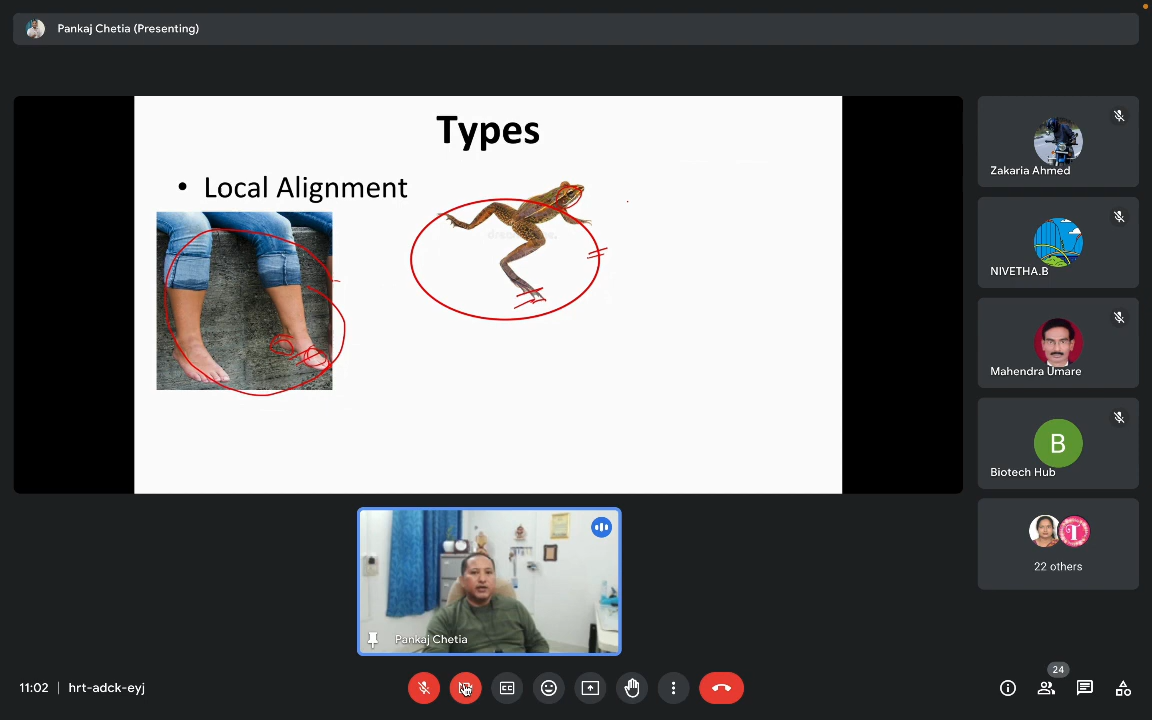 Pankaj Chetia (Presenting)
Types
• Local Alignment
Zakaria Ahmed
NIVETHA.B
Mahendra Umare
B
Biotech Hub
22 others
Pankaj Chetia
11:02 | hrt-adck-eyj
24